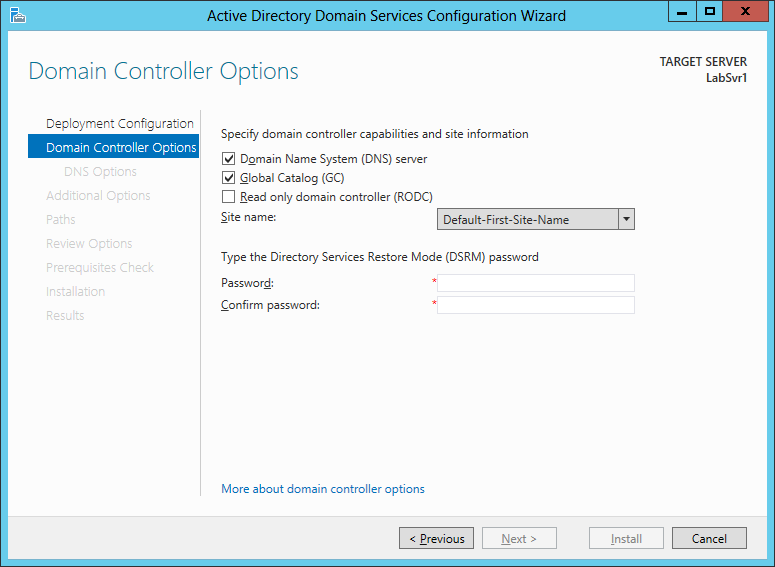 Active Directory Domain Services Configuration Wizard
Domain Controller Options
TARGET SERVER
LabSvr1
Deployment Configuration
Domain Controller Options
DNS Options
Additional Options
Paths
Review Options
Prerequisites Check
Installation
Results
Specify domain controller capabilities and site information
Domain Name System (DNS) server
Global Catalog (GC)
Read only domain controller (RODC)
Site name: Default-First-Site-Name
Type the Directory Services Restore Mode (DSRM) password
Password: *
Confirm password: *
More about domain controller options
< Previous Next > Install Cancel